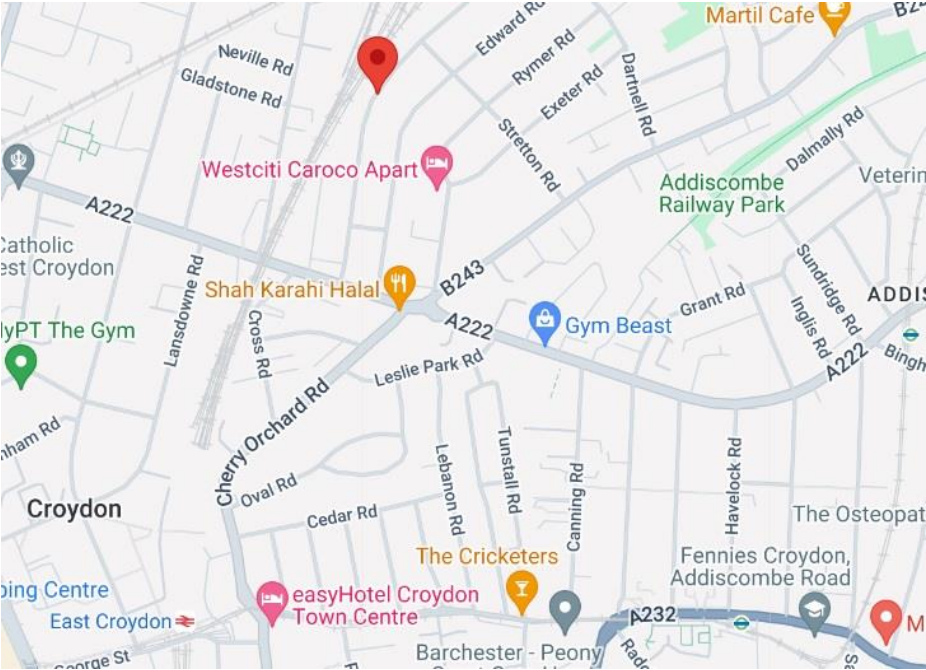 Martil Cafe
B24
Edward Rd
Neville Rd
Rymer Rd
Gladstone Rd
Exeter Rd
Dartnell Rd
Stretton Rd
Dalmally Rd
Westciti Caroco Apart
Addiscombe
Railway Park
Veterin
A222
Catholic
est Croydon
Lansdowne Rd
Shah Karahi Halal
B243
Sundridge Rd
Grant Rd
ADDIS
Inglis Rd
yPT The Gym
Cross Rd
A222
Gym Beast
Leslie Park Rd
A222
Bingh
nham Rd
Cherry Orchard Rd
Tunstall Rd
Lebanon Rd
Canning Rd
Havelock Rd
Oval Rd
Croydon
Cedar Rd
The Osteopat
The Cricketers
Fennies Croydon,
Addiscombe Road
ping Centre
easyHotel Croydon
Town Centre
East Croydon
A232
M
George St
Barchester - Peony